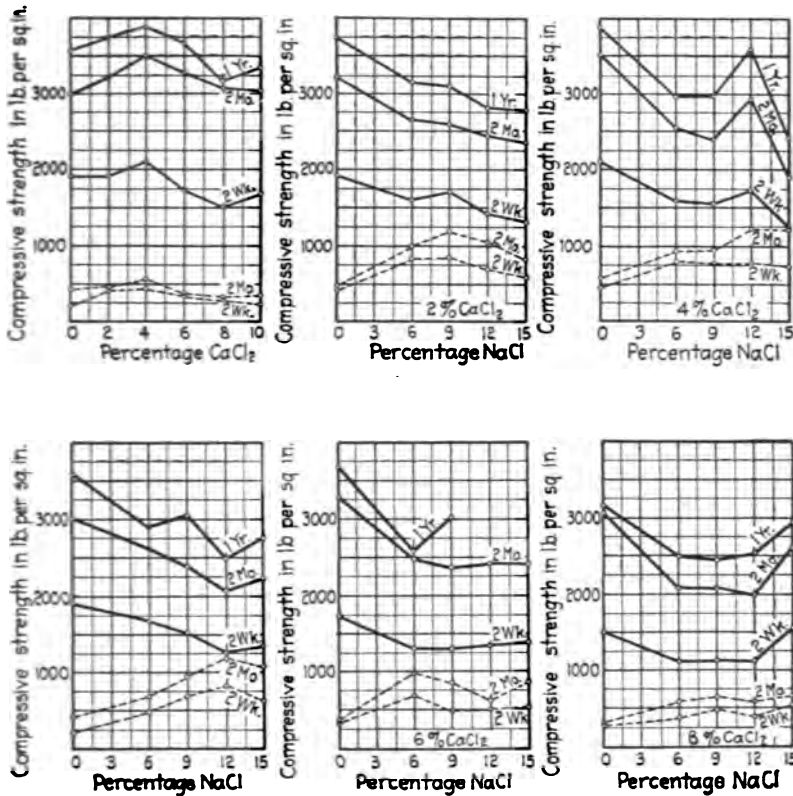 Compressive strength in lb. per sq. in.
3000
2000
1000
1 Yr.
2 Mo.
2 Wk.
2 Mo.
2 Wk.
0 2 4 6 8 10
Percentage CaCl2
Compressive strength in lb. per sq. in.
3000
2000
1000
1 Yr.
2 Mo.
2 Wk.
2 Mo.
2 Wk.
2 % CaCl2
0 3 6 9 12 15
Percentage NaCl
Compressive strength in lb. per sq. in.
3000
2000
1000
1 Yr.
2 Mo.
2 Wk.
2 Mo.
2 Wk.
4 % CaCl2
0 3 6 9 12 15
Percentage NaCl
Compressive strength in lb. per sq. in.
3000
2000
1000
1 Yr.
2 Mo.
2 Wk.
2 Mo
2 Wk.
0 3 6 9 12 15
Percentage NaCl
Compressive strength in lb. per sq. in.
3000
2000
1000
1 Yr.
2 Mo.
2 Wk.
2 Mo.
2 Wk
6 % CaCl2
0 3 6 9 12 15
Percentage NaCl
Compressive strength in lb. per sq. in.
3000
2000
1000
1 Yr.
2 Mo.
2 Wk.
2 Mo.
2 Wk.
8 % CaCl2
0 3 6 9 12 15
Percentage NaCl